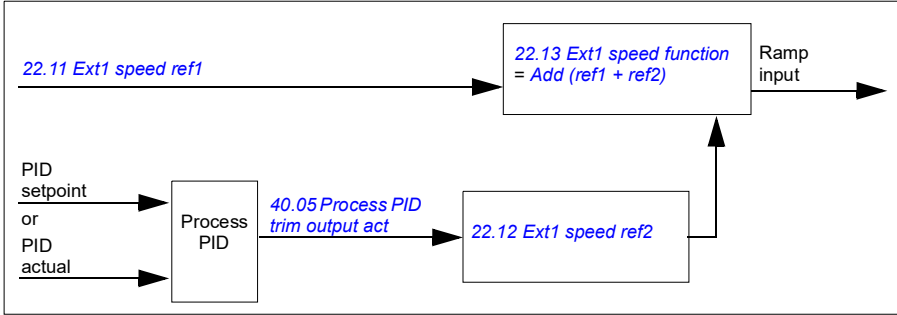 22.11 Ext1 speed ref1
22.13 Ext1 speed function
= Add (ref1 + ref2)
Ramp
input
PID
setpoint
or
PID
actual
Process
PID
40.05 Process PID
trim output act
22.12 Ext1 speed ref2